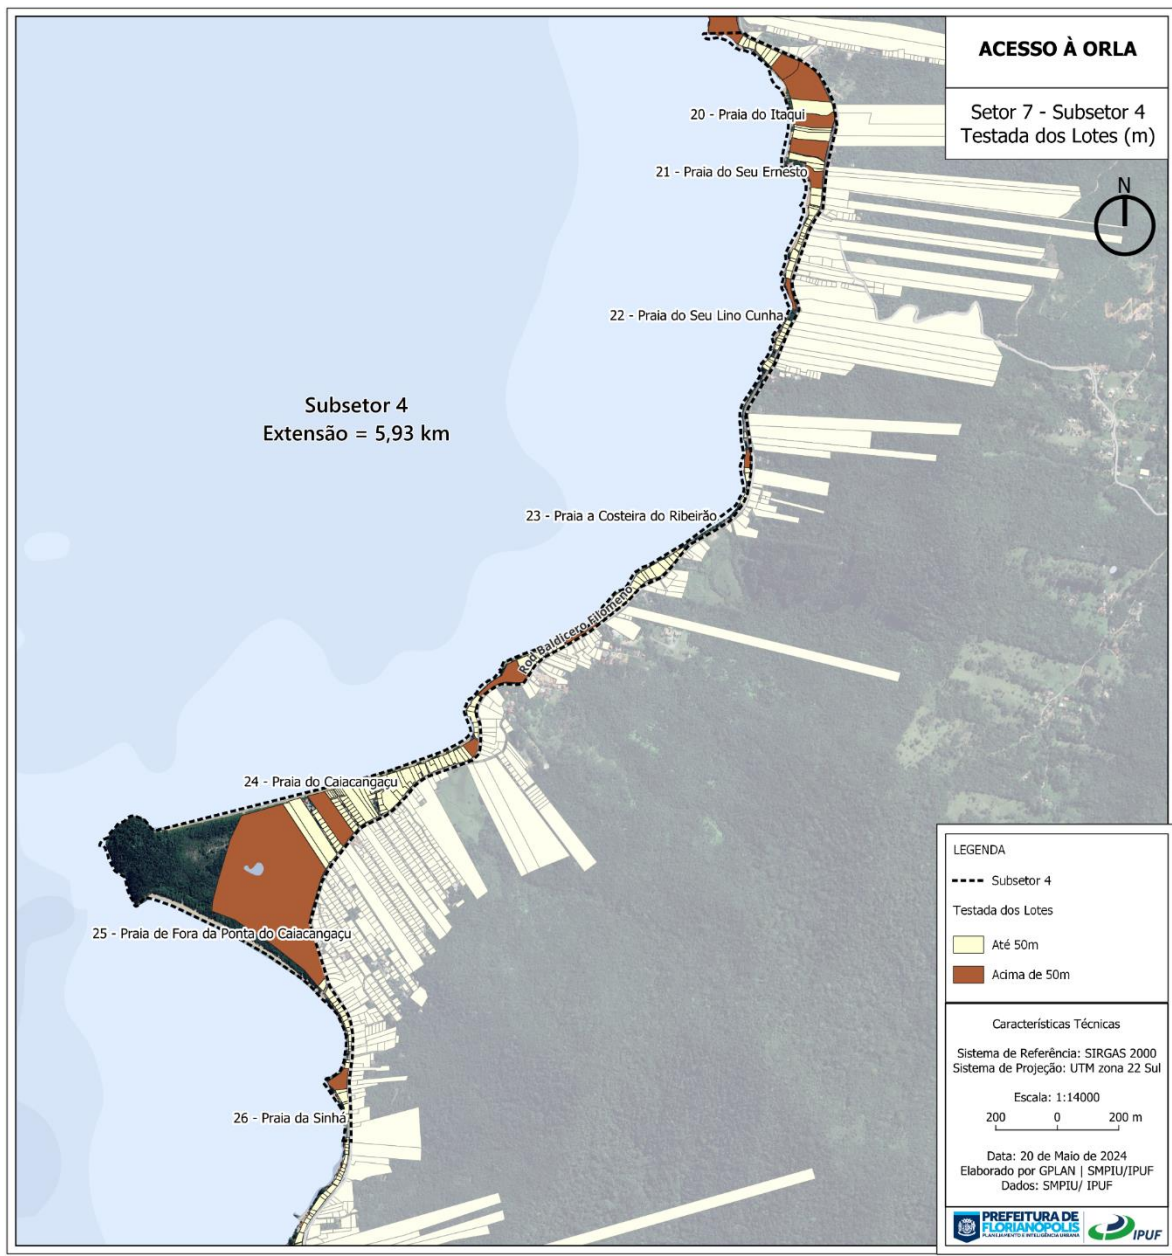 ACESSO À ORLA
Setor 7 - Subsetor 4
Testada dos Lotes (m)
N
20 - Praia do Itaqui
21 - Praia do Seu Ernesto
22 - Praia do Seu Lino Cunha
Subsetor 4
Extensão = 5,93 km
23 - Praia a Costeira do Ribeirão
Rod Baldicero Filomeno
24 - Praia do Caiacangaçu
25 - Praia de Fora da Ponta do Caiacangaçu
26 - Praia da Sinhá
LEGENDA
Subsetor 4
Testada dos Lotes
Até 50m
Acima de 50m
Características Técnicas
Sistema de Referência: SIRGAS 2000
Sistema de Projeção: UTM zona 22 Sul
Escala: 1:14000
200 0 200 m
Data: 20 de Maio de 2024
Elaborado por GPLAN | SMPIU/IPUF
Dados: SMPIU/ IPUF
PREFEITURA DE
FLORIANÓPOLIS
PLANEJAMENTO E INTELIGÊNCIA URBANA
IPUF